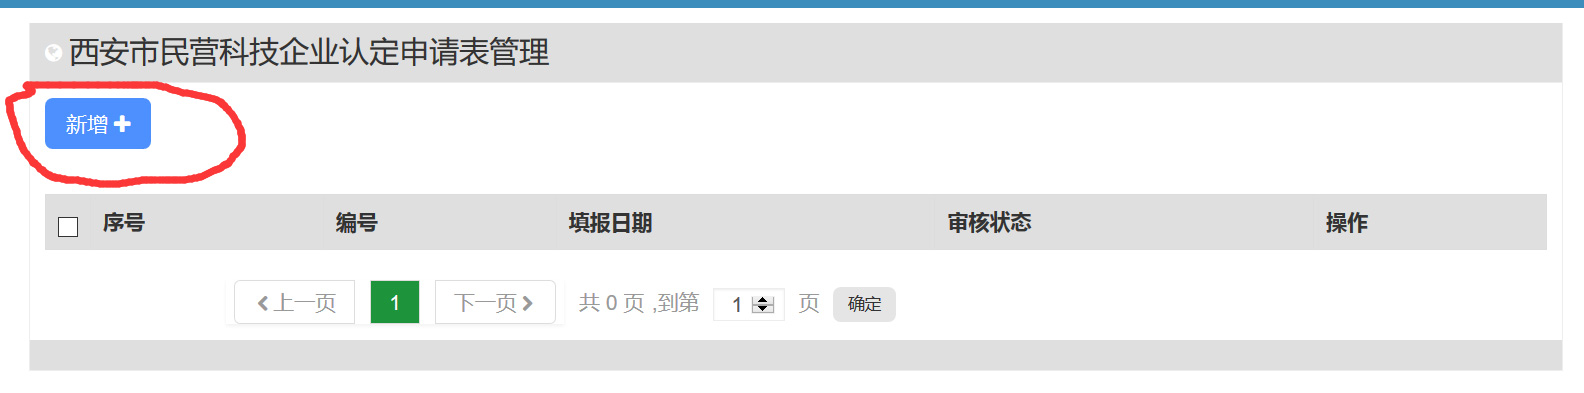 西安市民营科技企业认定申请表管理
新增
序号 编号 填报日期 审核状态 操作
上一页 1 下一页 共 0 页 ,到第 1 页 确定